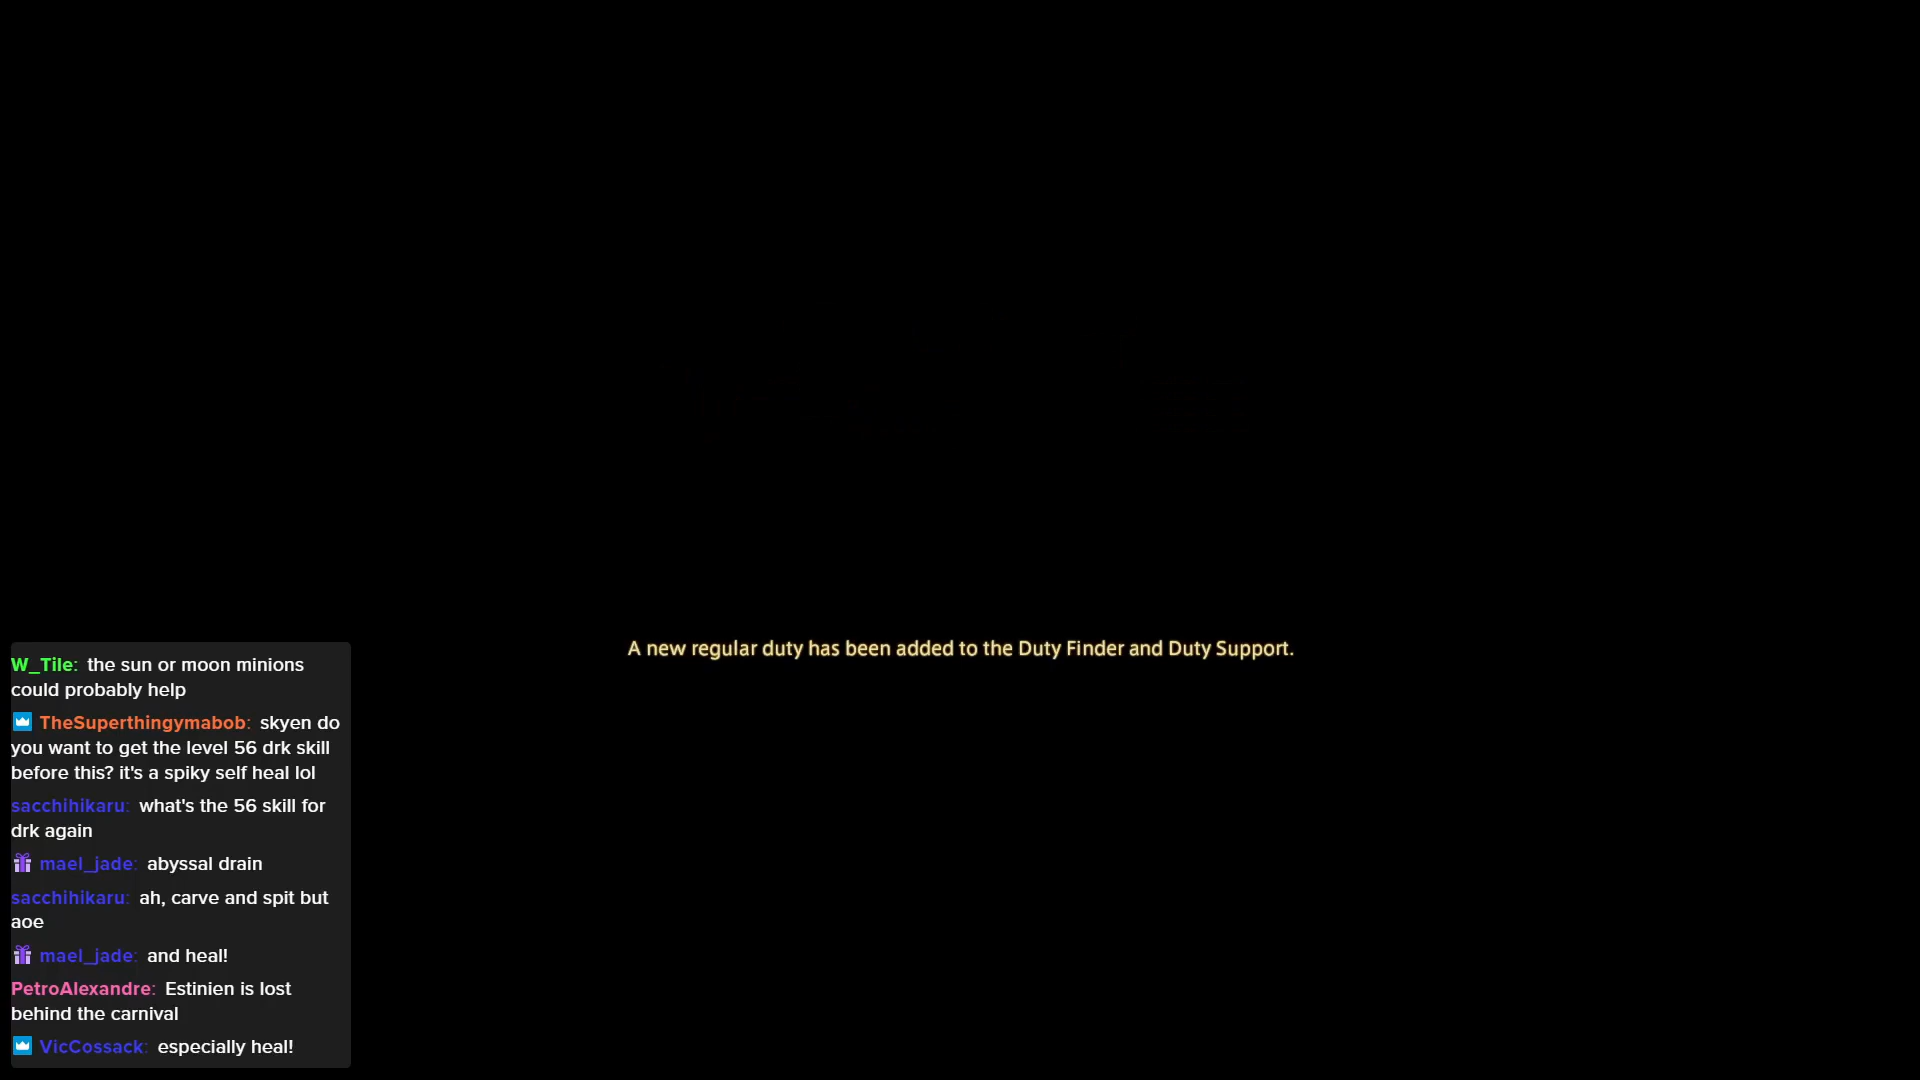 A new regular duty has been added to the Duty Finder and Duty Support.
W_Tile: the sun or moon minions
could probably help
TheSuperthingymabob: skyen do
you want to get the level 56 drk skill
before this? it's a spiky self heal lol
sacchihikaru: what's the 56 skill for
drk again
mael_jade: abyssal drain
sacchihikaru: ah, carve and spit but
aoe
mael_jade: and heal!
PetroAlexandre: Estinien is lost
behind the carnival
VicCossack: especially heal!